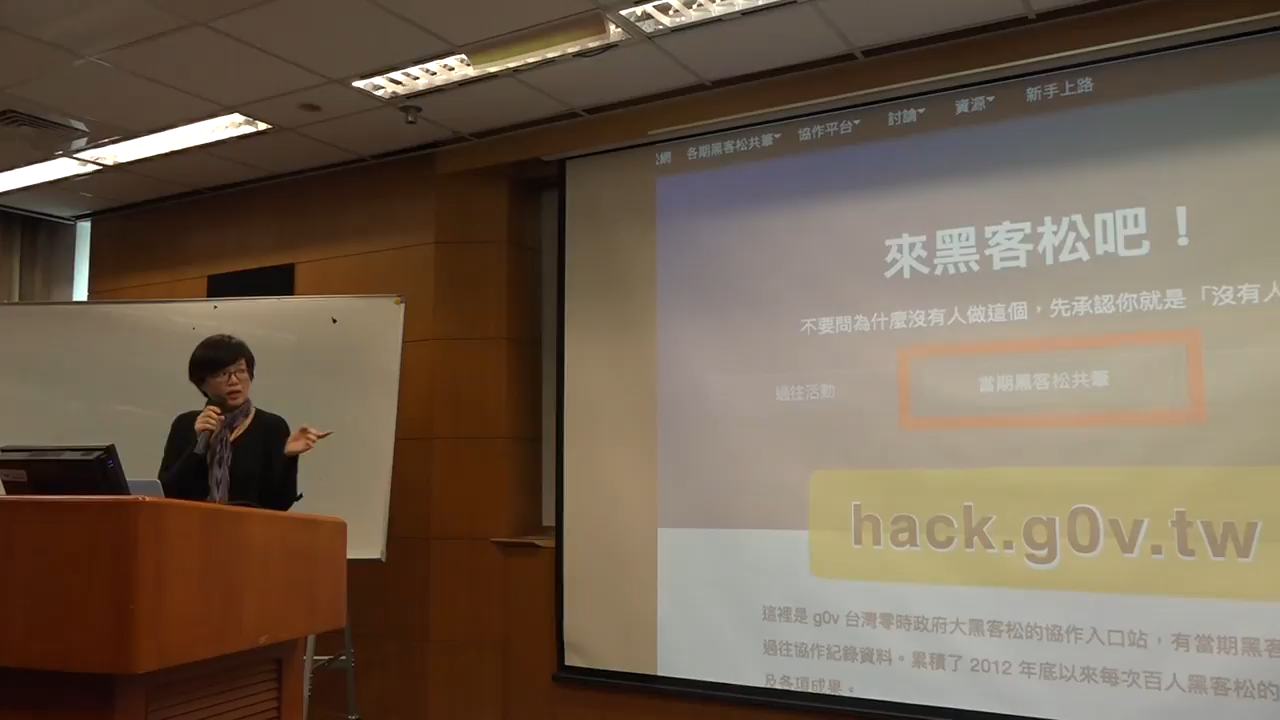 松網 各期黑客松共筆 協作平台 討論 資源 新手上路
來黑客松吧！
不要問為什麼沒有人做這個，先承認你就是「沒有人
過往活動 當期黑客松共筆
hack.g0v.tw
這裡是 g0v 台灣零時政府大黑客松的協作入口站，有當期黑客
過往協作紀錄資料。累積了 2012 年底以來每次百人黑客松的
及各項成果。